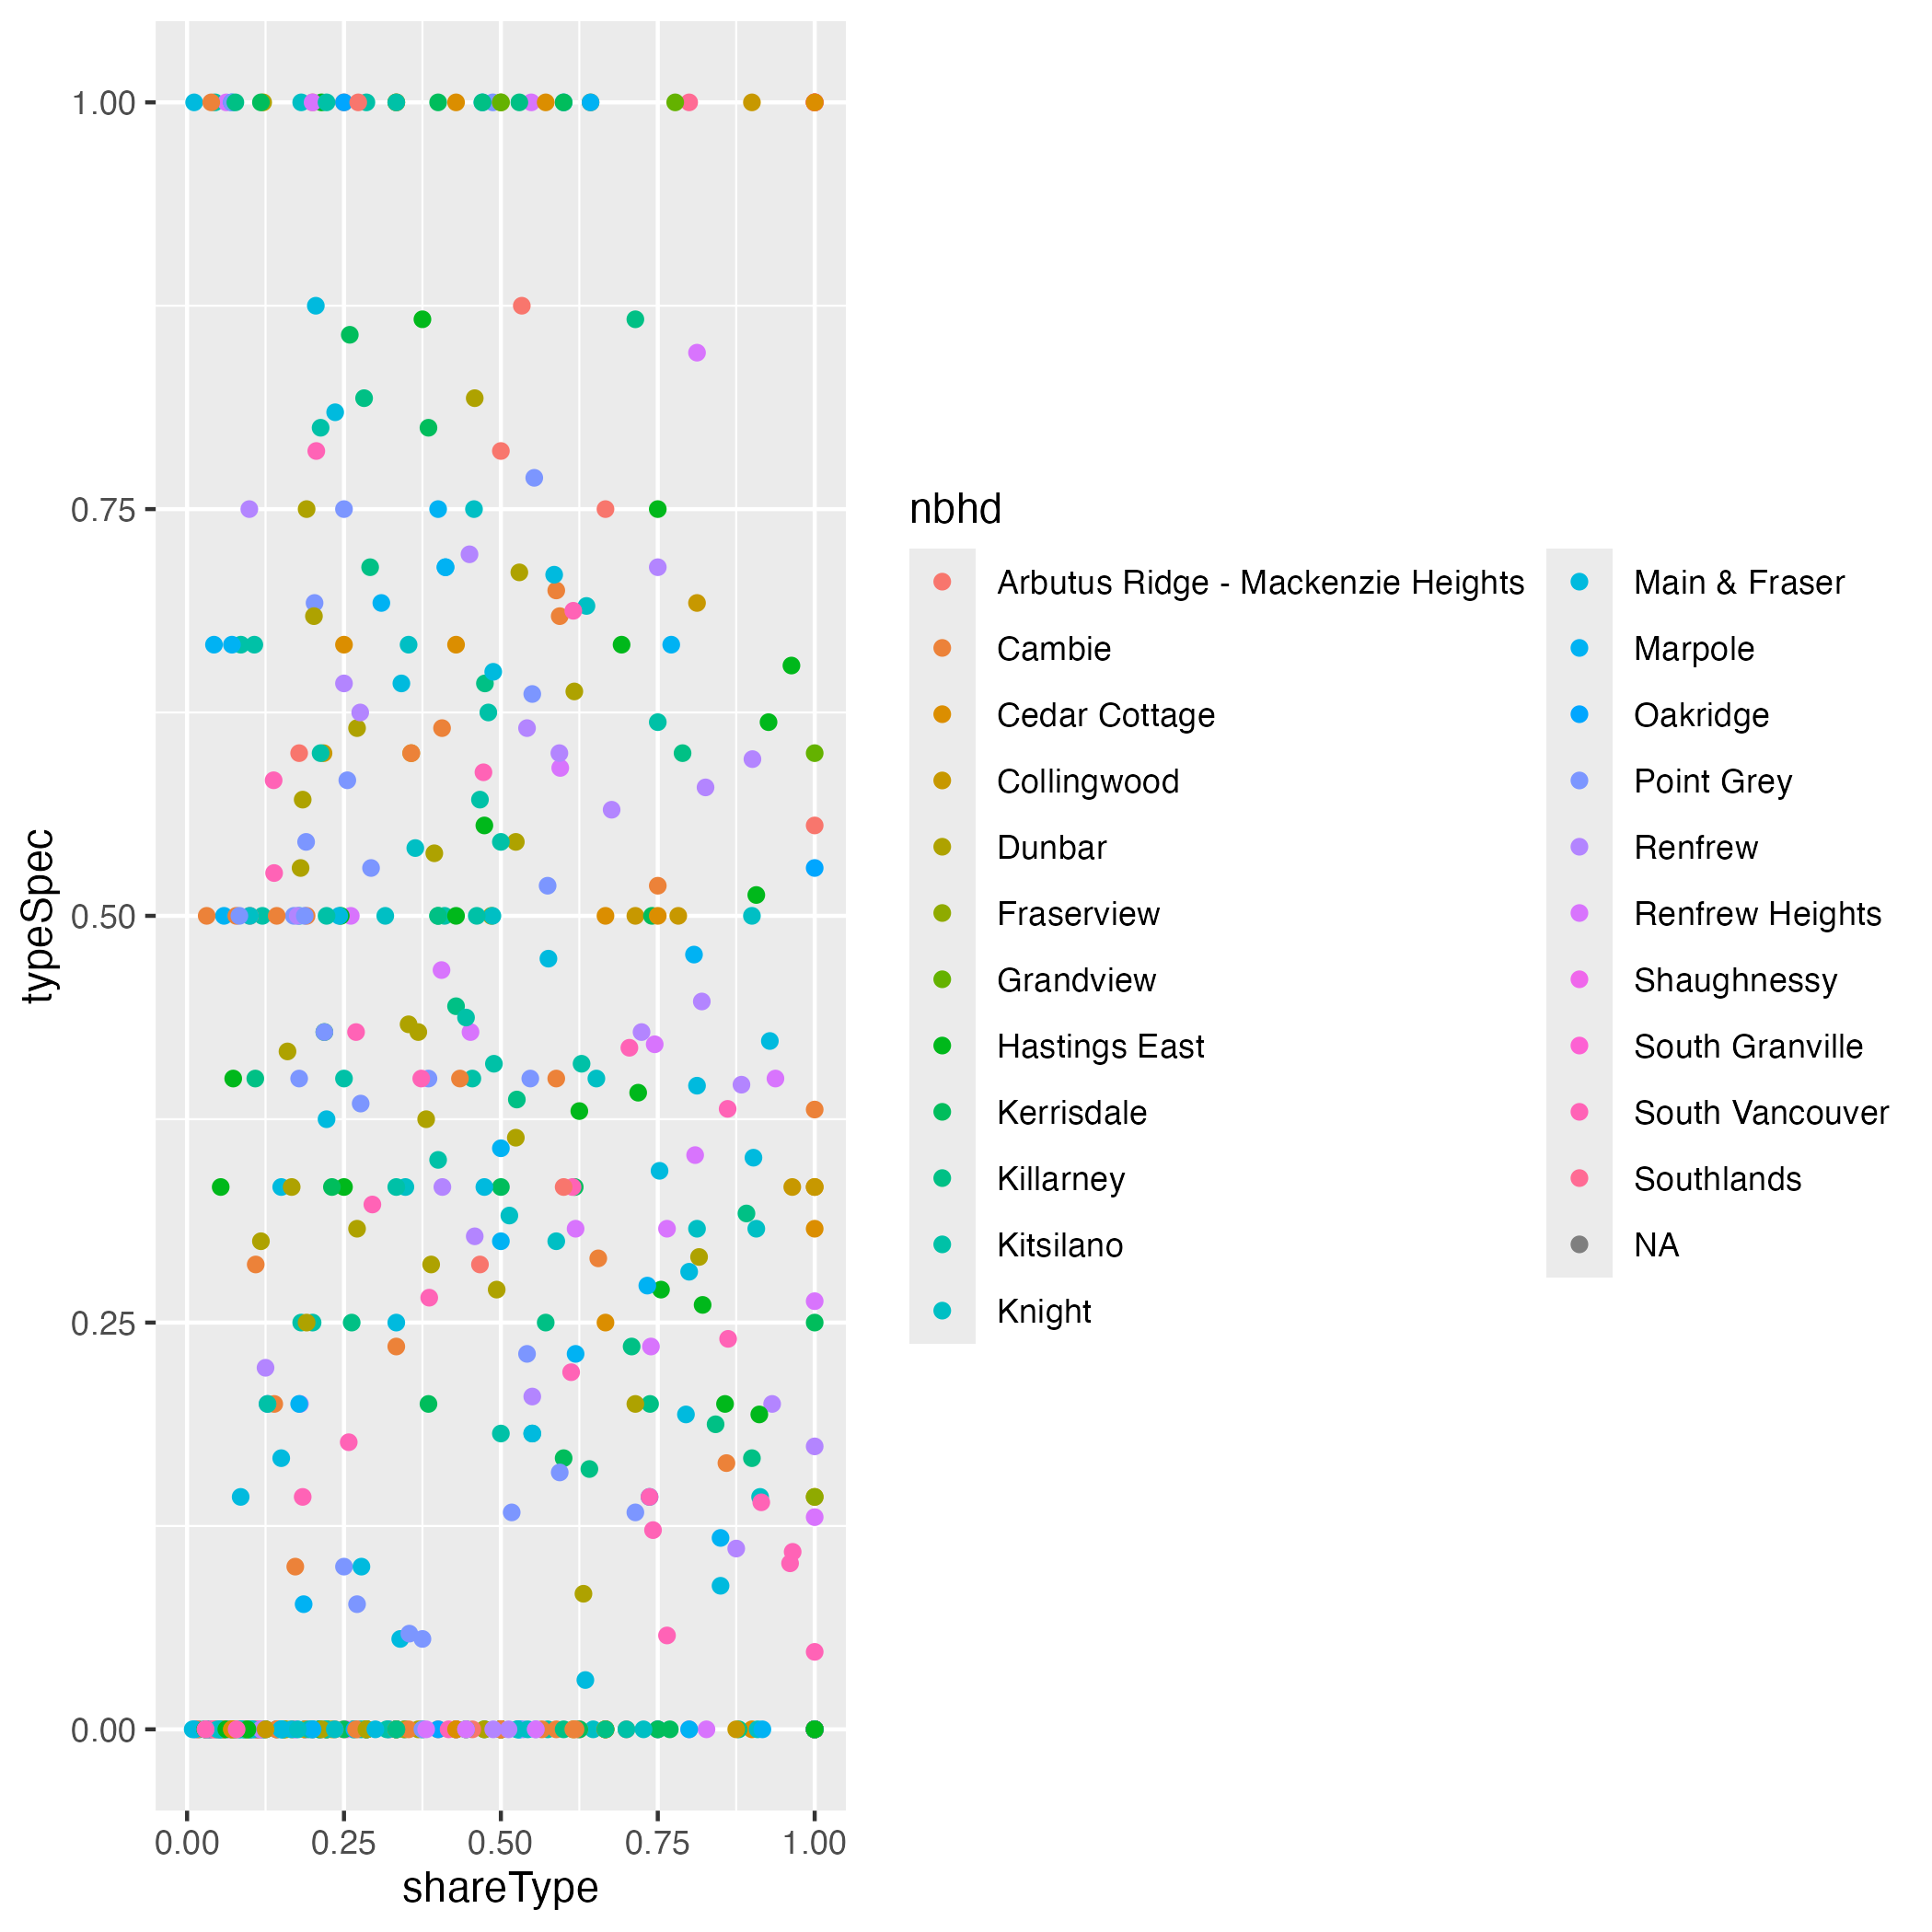 1.00
0.75
0.50
0.25
0.00
typeSpec
0.00 0.25 0.50 0.75 1.00
shareType
nbhd
Arbutus Ridge - Mackenzie Heights
Cambie
Cedar Cottage
Collingwood
Dunbar
Fraserview
Grandview
Hastings East
Kerrisdale
Killarney
Kitsilano
Knight
Main & Fraser
Marpole
Oakridge
Point Grey
Renfrew
Renfrew Heights
Shaughnessy
South Granville
South Vancouver
Southlands
NA